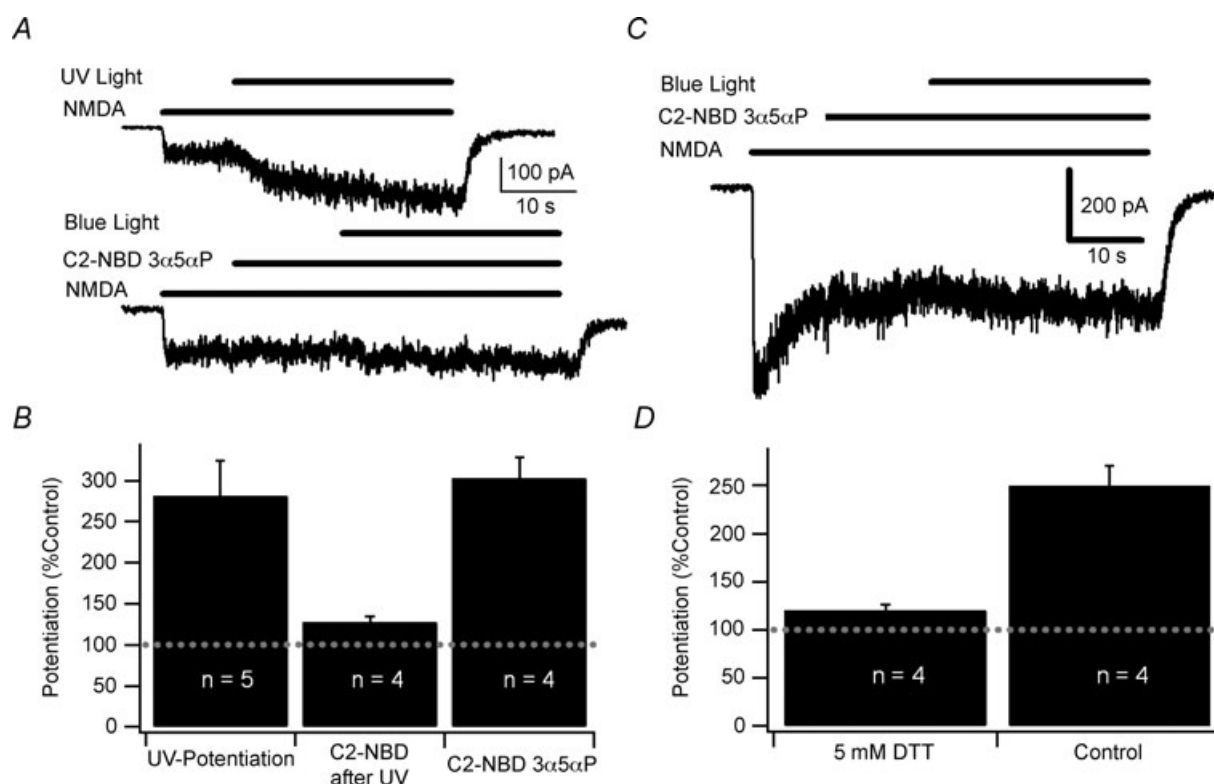 A
UV Light
NMDA
100 pA
10 s
Blue Light
C2-NBD 3α5αP
NMDA
C
Blue Light
C2-NBD 3α5αP
NMDA
200 pA
10 s
B
Potentiation (%Control)
300
250
200
150
100
50
0
n = 5
n = 4
n = 4
UV-Potentiation
C2-NBD
after UV
C2-NBD 3α5αP
D
Potentiation (%Control)
250
200
150
100
50
0
n = 4
n = 4
5 mM DTT
Control